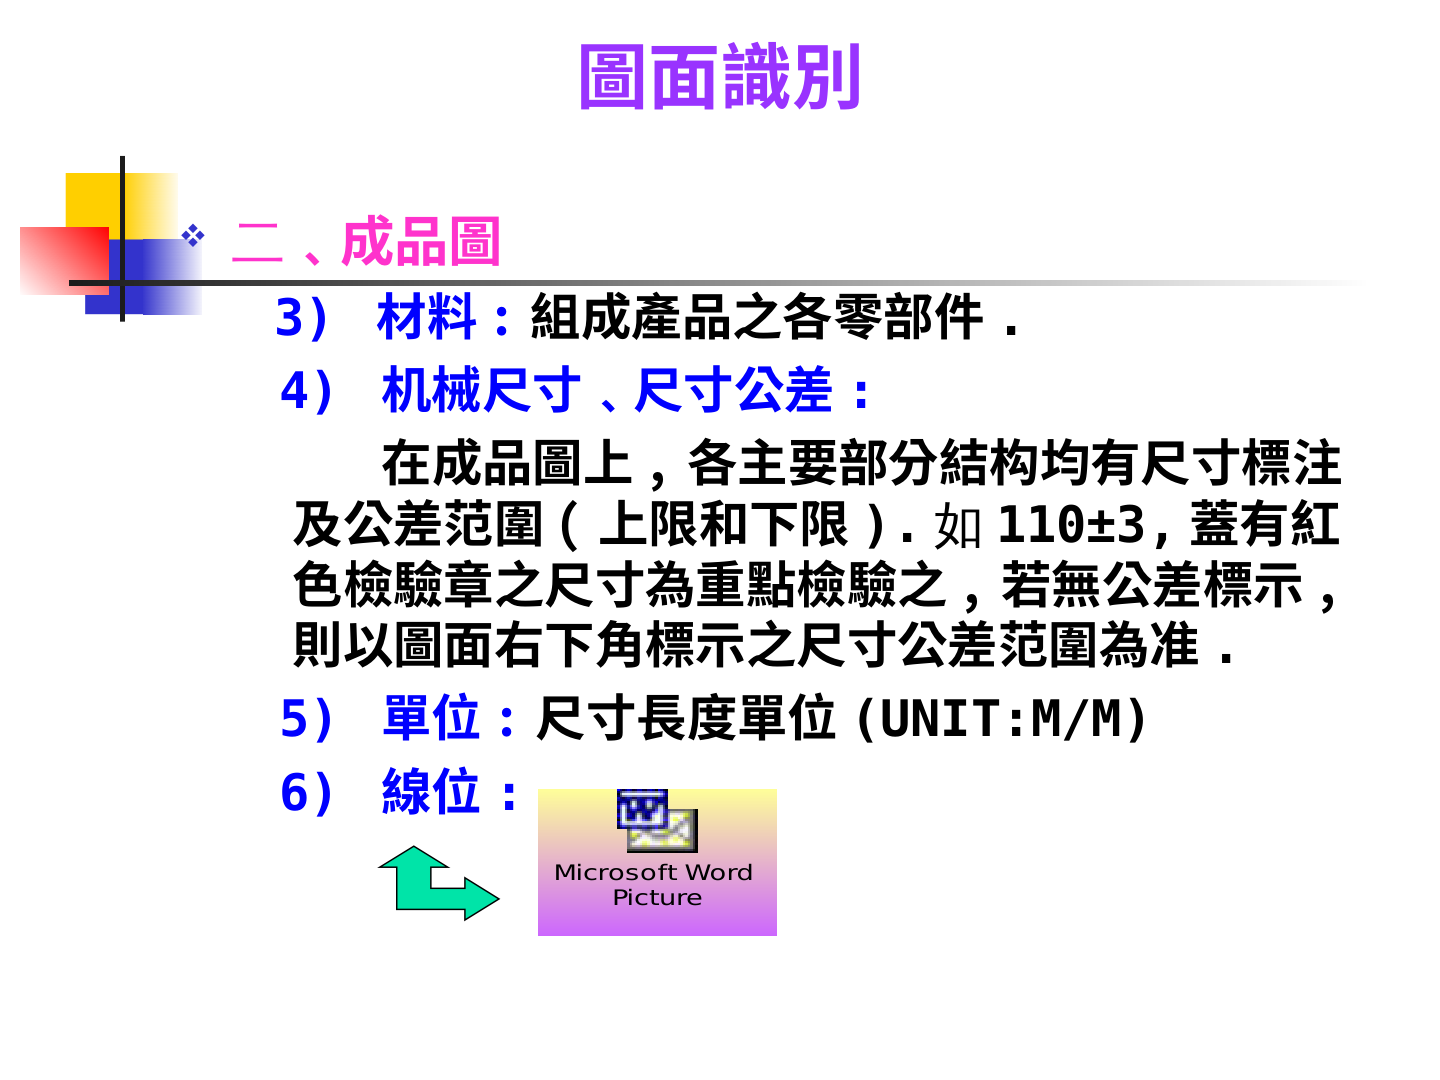 圖面識別
❖ 二、成品圖
3) 材料：組成產品之各零部件．
4) 机械尺寸、尺寸公差：
在成品圖上，各主要部分結构均有尺寸標注
及公差范圍(上限和下限).如110±3,蓋有紅
色檢驗章之尺寸為重點檢驗之，若無公差標示，
則以圖面右下角標示之尺寸公差范圍為准．
5) 單位：尺寸長度單位(UNIT:M/M)
6) 線位：
Microsoft Word
Picture